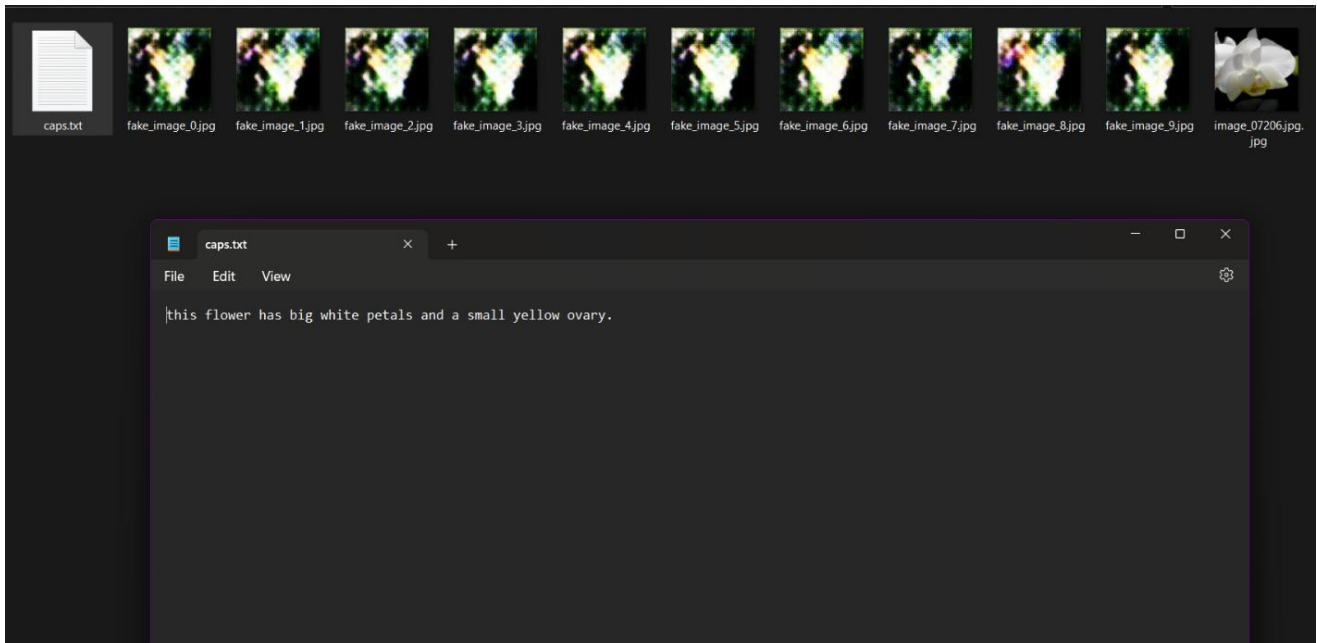 caps.txt
fake_image_0.jpg
fake_image_1.jpg
fake_image_2.jpg
fake_image_3.jpg
fake_image_4.jpg
fake_image_5.jpg
fake_image_6.jpg
fake_image_7.jpg
fake_image_8.jpg
fake_image_9.jpg
image_07206.jpg.
jpg
caps.txt
File Edit View
this flower has big white petals and a small yellow ovary.